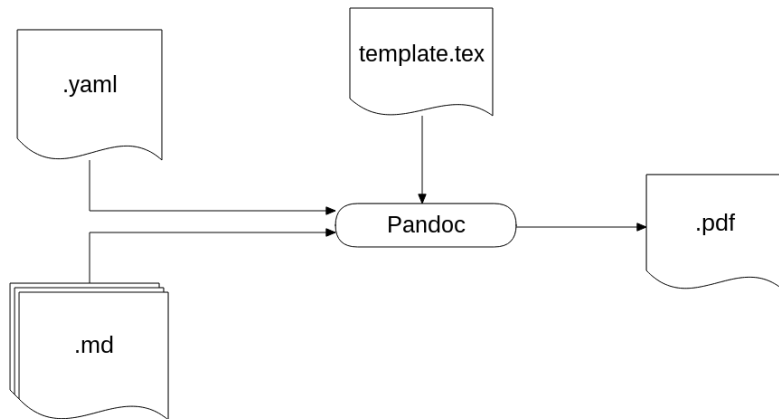 template.tex
.yaml
Pandoc
.pdf
.md